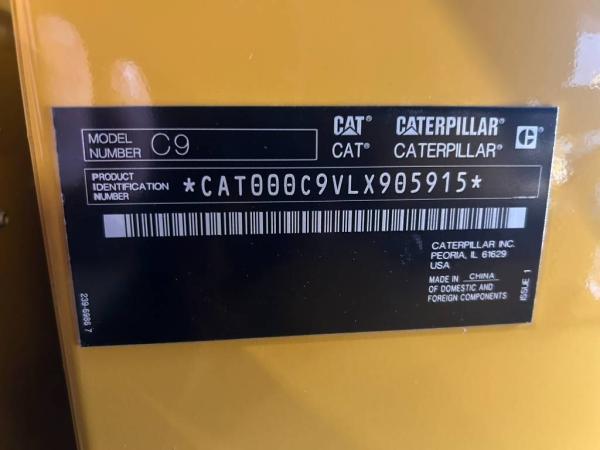 MODEL
NUMBER C9
CAT CATERPILLAR C
CAT® CATERPILLAR®
PRODUCT
IDENTIFICATION
NUMBER *CAT000C9VLX905915*
CATERPILLAR INC.
PEORIA, IL 61629
USA
MADE IN CHINA
OF DOMESTIC AND
FOREIGN COMPONENTS
ISSUE 1
239-6986 7